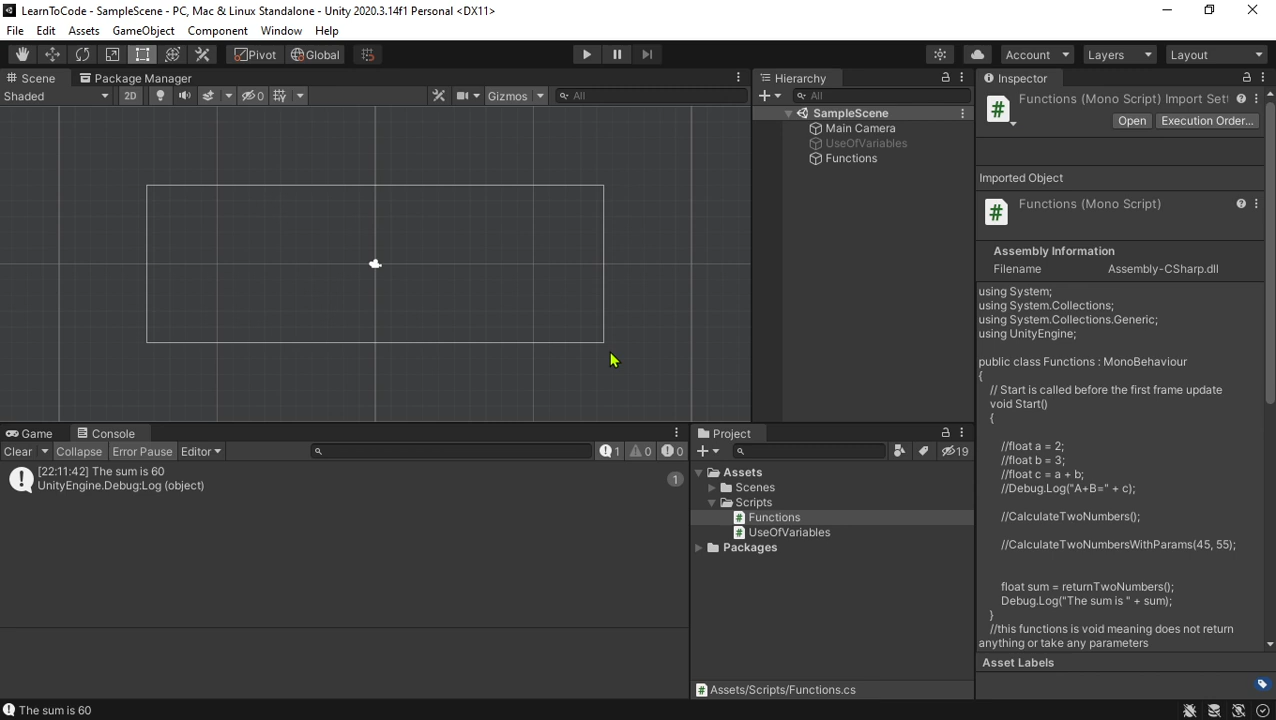 LearnToCode - SampleScene - PC, Mac & Linux Standalone - Unity 2020.3.14f1 Personal <DX11>
File Edit Assets GameObject Component Window Help
Pivot Global Account Layers Layout
Scene Package Manager
Shaded 2D 0 Gizmos All
Hierarchy
All
SampleScene
Main Camera
UseOfVariables
Functions
Inspector
Functions (Mono Script) Import Sett
Open Execution Order...
Imported Object
Functions (Mono Script)
Assembly Information
Filename Assembly-CSharp.dll
using System;
using System.Collections;
using System.Collections.Generic;
using UnityEngine;
public class Functions : MonoBehaviour
{
// Start is called before the first frame update
void Start()
{
//float a = 2;
//float b = 3;
//float c = a + b;
//Debug.Log("A+B=" + c);
//CalculateTwoNumbers();
//CalculateTwoNumbersWithParams(45, 55);
float sum = returnTwoNumbers();
Debug.Log("The sum is " + sum);
}
//this functions is void meaning does not return
anything or take any parameters
Asset Labels
Game Console
Clear Collapse Error Pause Editor 1 0 0
[22:11:42] The sum is 60
UnityEngine.Debug:Log (object)
1
Project
19
Assets
Scenes
Scripts
Functions
UseOfVariables
Packages
Assets/Scripts/Functions.cs
The sum is 60